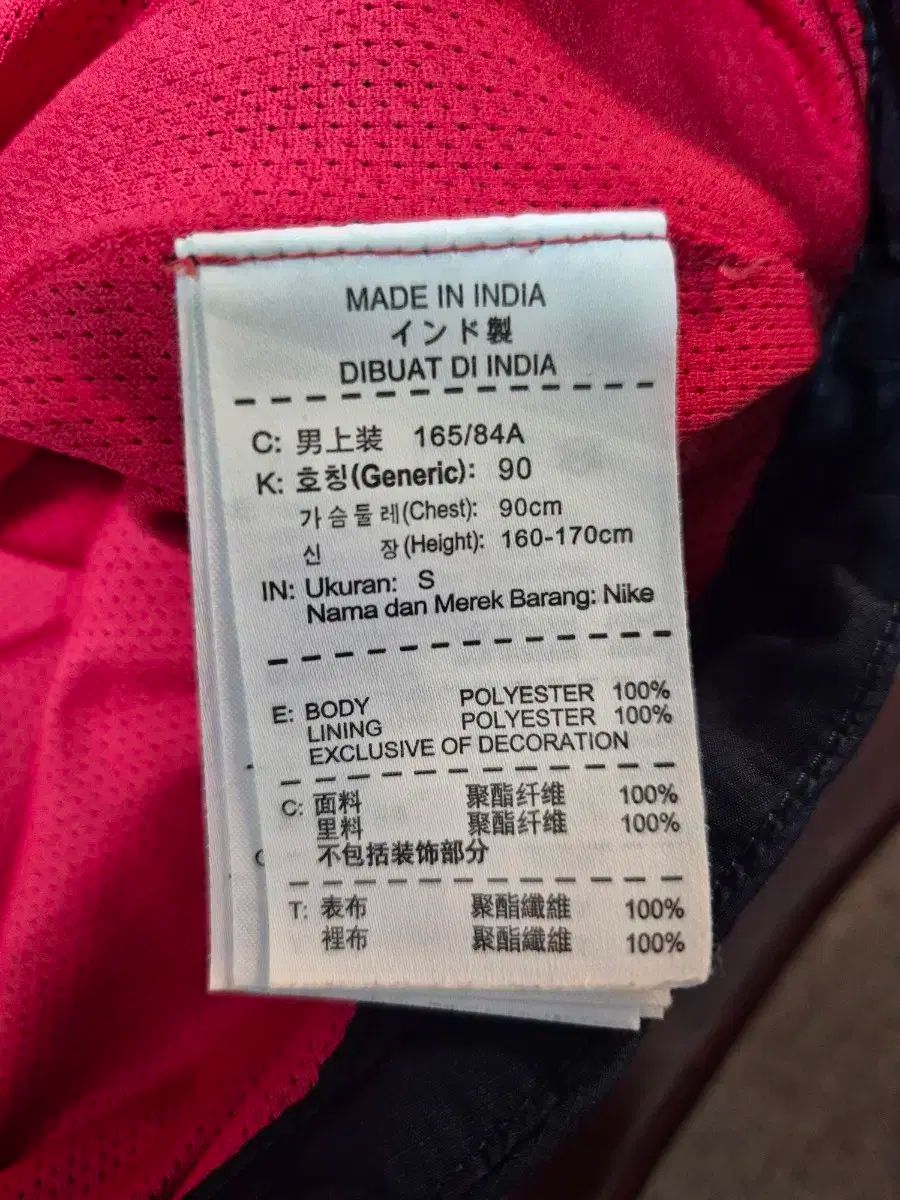 MADE IN INDIA
インド製
DIBUAT DI INDIA
C: 男上装 165/84A
K: 호칭(Generic): 90
가슴둘레(Chest): 90cm
신 장(Height): 160-170cm
IN: Ukuran: S
Nama dan Merek Barang: Nike
E: BODY POLYESTER 100%
LINING POLYESTER 100%
EXCLUSIVE OF DECORATION
C: 面料 聚酯纤维 100%
里料 聚酯纤维 100%
不包括装饰部分
T: 表布 聚酯纖維 100%
裡布 聚酯纖維 100%